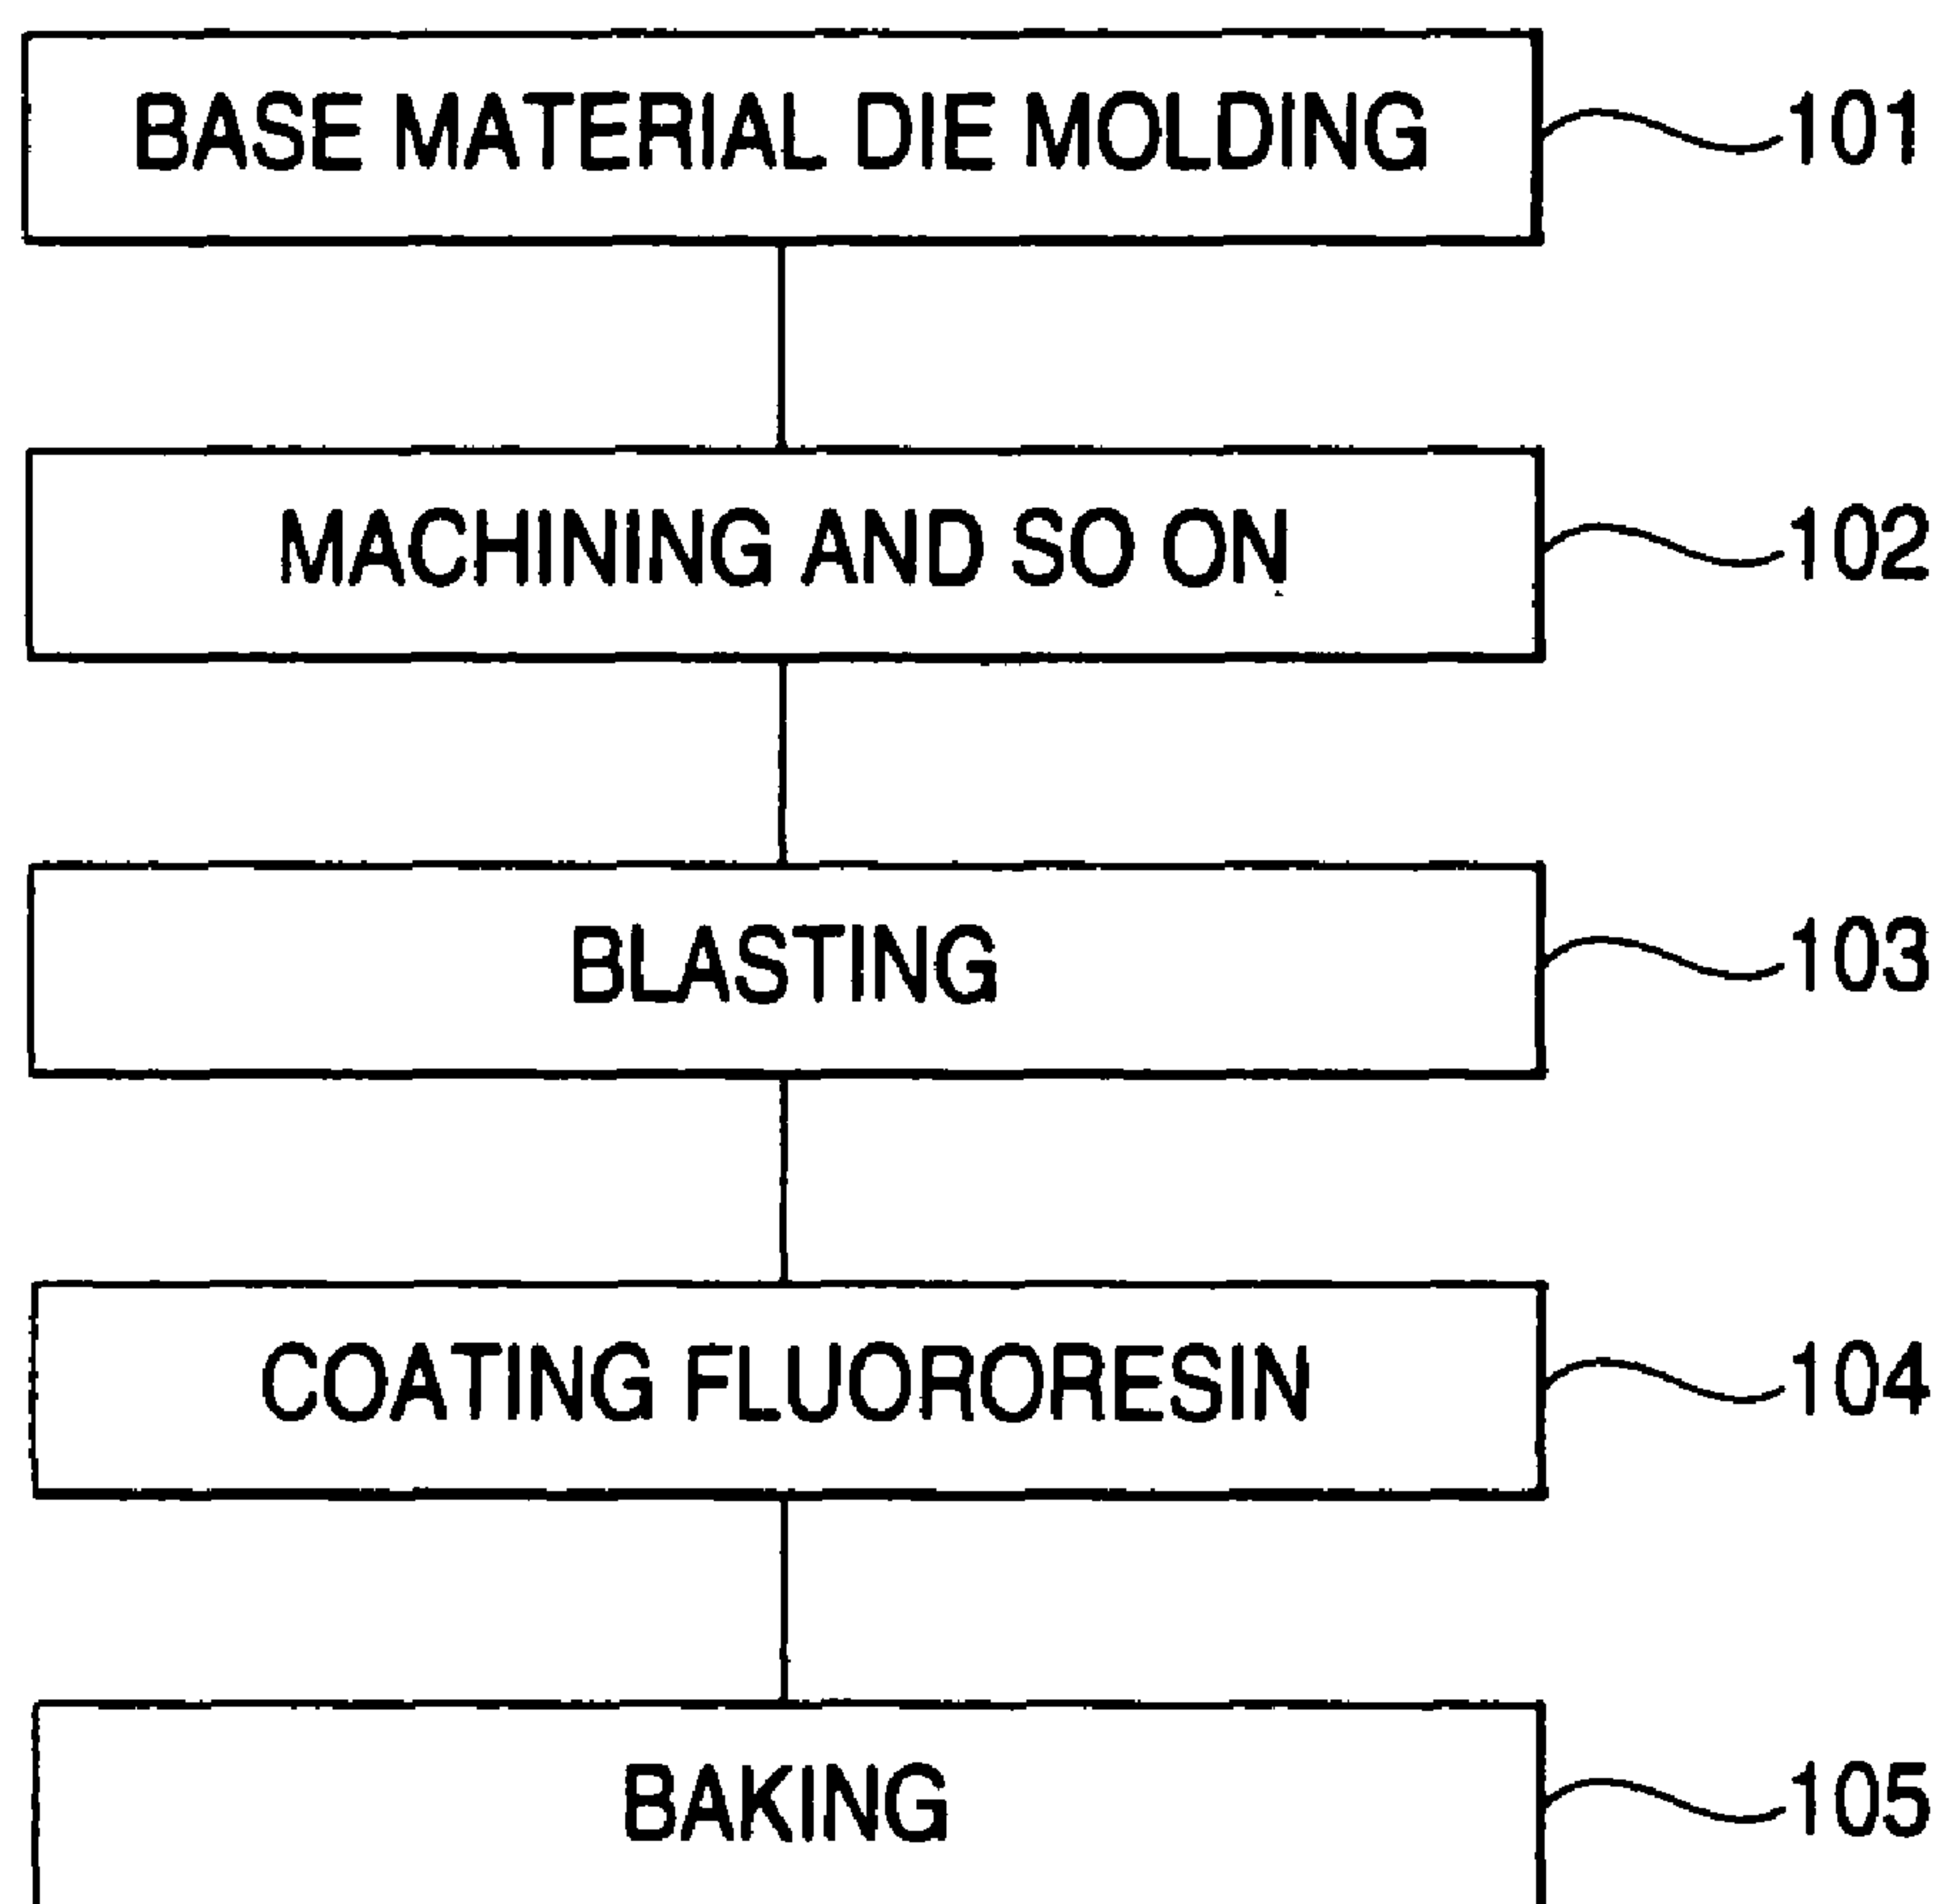 BASE MATERIAL DIE MOLDING 101
MACHINING AND SO ON 102
BLASTING 103
COATING FLUORORESIN 104
BAKING 105